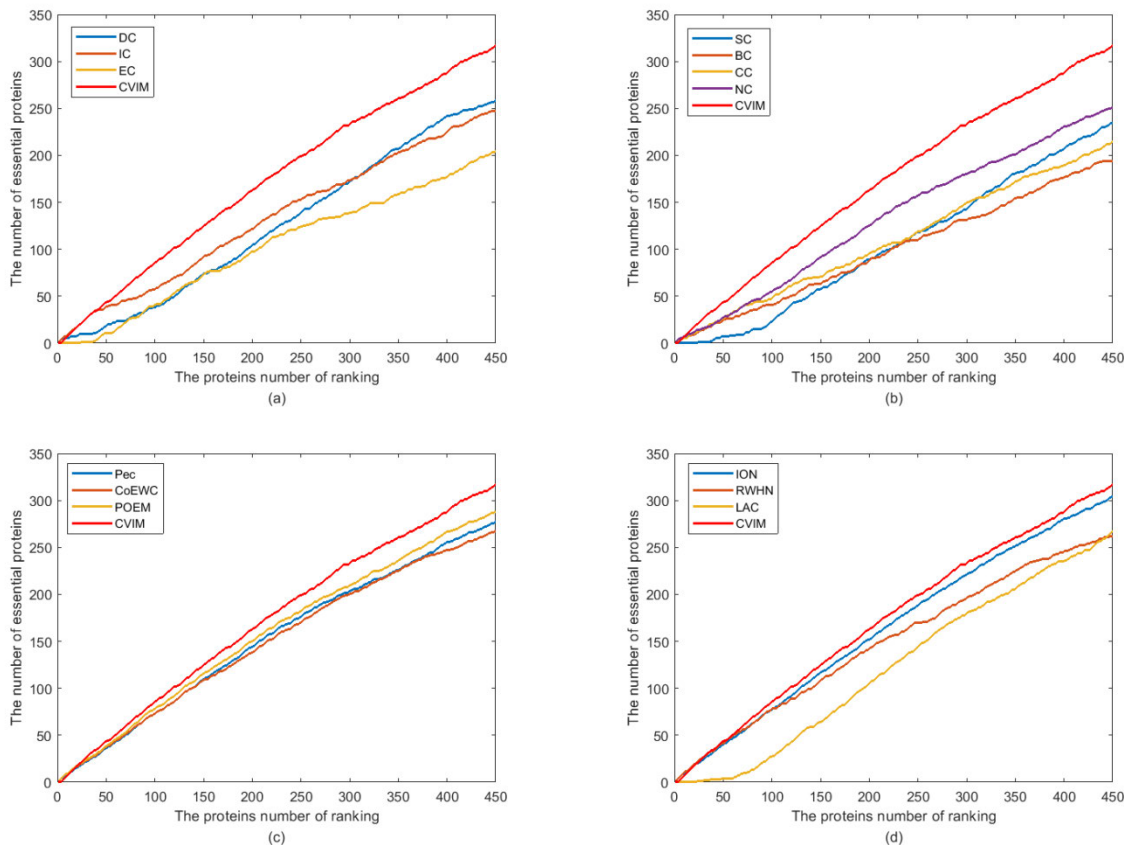 350
300
250
200
150
100
50
0
The number of essential proteins
DC
IC
EC
CVIM
0 50 100 150 200 250 300 350 400 450
The proteins number of ranking
(a)
350
300
250
200
150
100
50
0
The number of essential proteins
SC
BC
CC
NC
CVIM
0 50 100 150 200 250 300 350 400 450
The proteins number of ranking
(b)
350
300
250
200
150
100
50
0
The number of essential proteins
Pec
CoEWC
POEM
CVIM
0 50 100 150 200 250 300 350 400 450
The proteins number of ranking
(c)
350
300
250
200
150
100
50
0
The number of essential proteins
ION
RWHN
LAC
CVIM
0 50 100 150 200 250 300 350 400 450
The proteins number of ranking
(d)